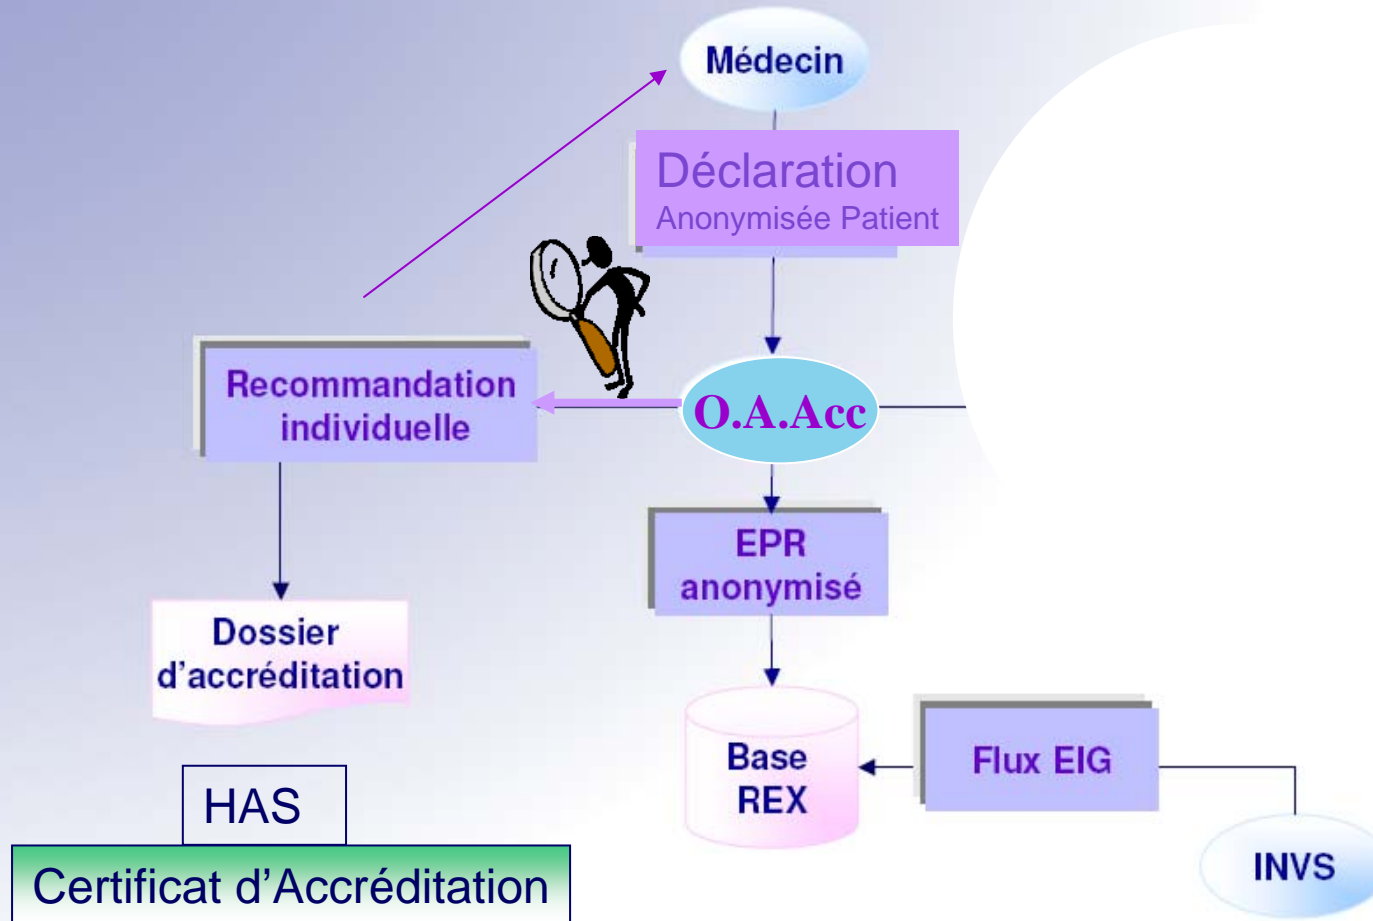 Médecin
Déclaration
Anonymisée Patient
Recommandation
individuelle
O.A.Acc
EPR
anonymisé
Dossier
d'accréditation
Base
REX
Flux EIG
HAS
INVS
Certificat d'Accréditation